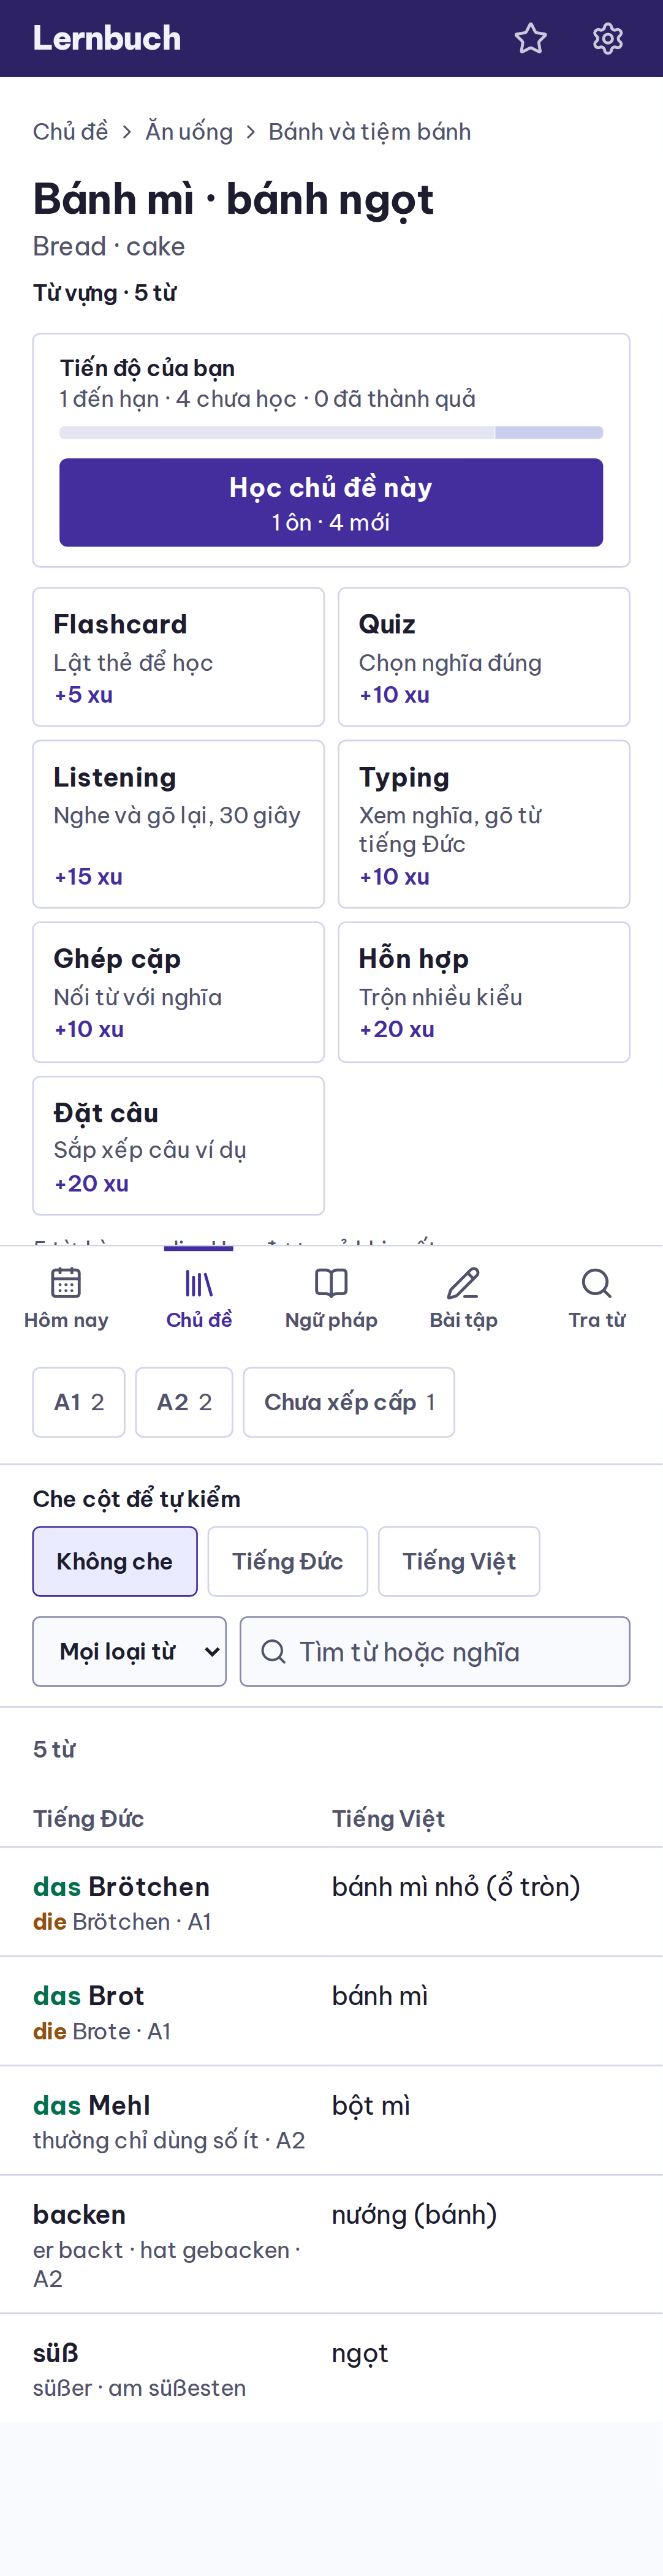 Lernbuch
Chủ đề > Ăn uống > Bánh và tiệm bánh
Bánh mì · bánh ngọt
Bread · cake
Từ vựng · 5 từ
Tiến độ của bạn
1 đến hạn · 4 chưa học · 0 đã thành quả
Học chủ đề này
1 ôn · 4 mới
Flashcard
Lật thẻ để học
+5 xu
Quiz
Chọn nghĩa đúng
+10 xu
Listening
Nghe và gõ lại, 30 giây
+15 xu
Typing
Xem nghĩa, gõ từ
tiếng Đức
+10 xu
Ghép cặp
Nối từ với nghĩa
+10 xu
Hỗn hợp
Trộn nhiều kiểu
+20 xu
Đặt câu
Sắp xếp câu ví dụ
+20 xu
Hôm nay
Chủ đề
Ngữ pháp
Bài tập
Tra từ
A1 2
A2 2
Chưa xếp cấp 1
Che cột để tự kiểm
Không che
Tiếng Đức
Tiếng Việt
Mọi loại từ
Tìm từ hoặc nghĩa
5 từ
Tiếng Đức
Tiếng Việt
das Brötchen
bánh mì nhỏ (ổ tròn)
die Brötchen · A1
das Brot
bánh mì
die Brote · A1
das Mehl
bột mì
thường chỉ dùng số ít · A2
backen
nướng (bánh)
er backt · hat gebacken ·
A2
süß
ngọt
süßer · am süßesten